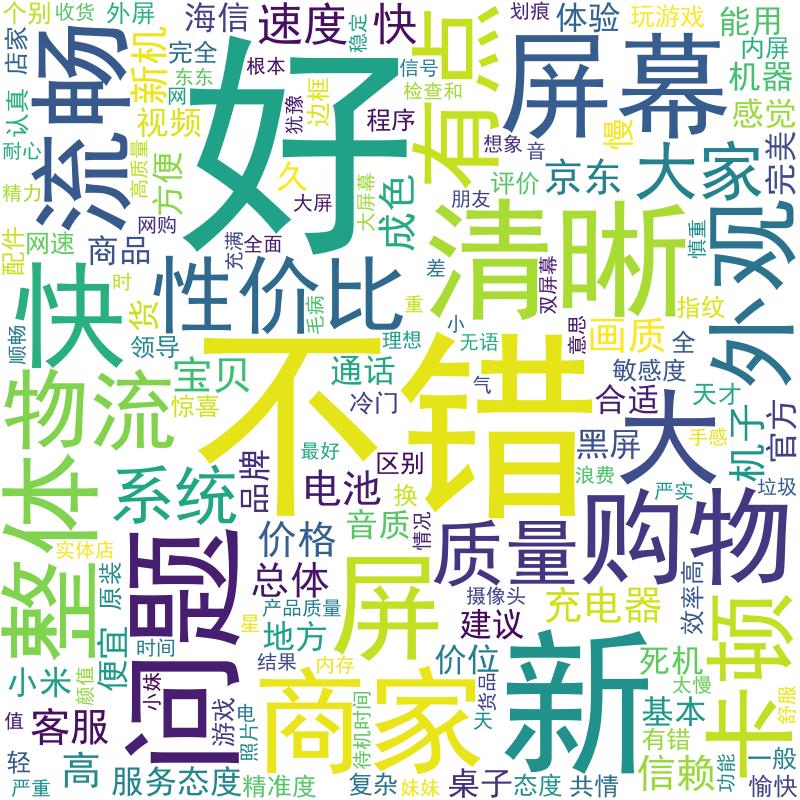 个别
收货
外屏
海信
速度
快
稳定
有点
划痕
体验
玩游戏
能用
店家
流畅
新机
完全
东东
网
根本
好
信号
检查和
屏幕
内屏
机器
认真
视频
犹豫
边框
程序
想象
音
慢
感觉
耐心
高质量
方便
久
大屏
大屏幕
成色
朋友
评价
京东
大家
完美
精力
网购
配件
网速
商品
充满
全面
差
清晰
双屏幕
慎重
外观
快
时
货
性价比
毛病
重
小
意思
指纹
顺畅
领导
理想
无语
画质
全
物流
宝贝
惊喜
不错
通话
冷门
气
敏感度
合适
大
天才
手感
机子
官方
整体
系统
品牌
最好
电池
区别
换
黑屏
浪费
严实
垃圾
实体店
原装
问题
价格
音质
情况
质量
购物
总体
产品质量
屏
摄像头
建议
充电器
效率高
卡顿
便宜
时间
星
地方
结果
内存
价位
新
死机
太慢
小米
颜值
小妹
商家
货品
天
基本
舒服
值
客服
游戏
照片
电
待机时间
有错
信赖
功能
一般
轻
严重
高
服务态度
精准度
复杂
妹妹
桌子
态度
共情
愉快